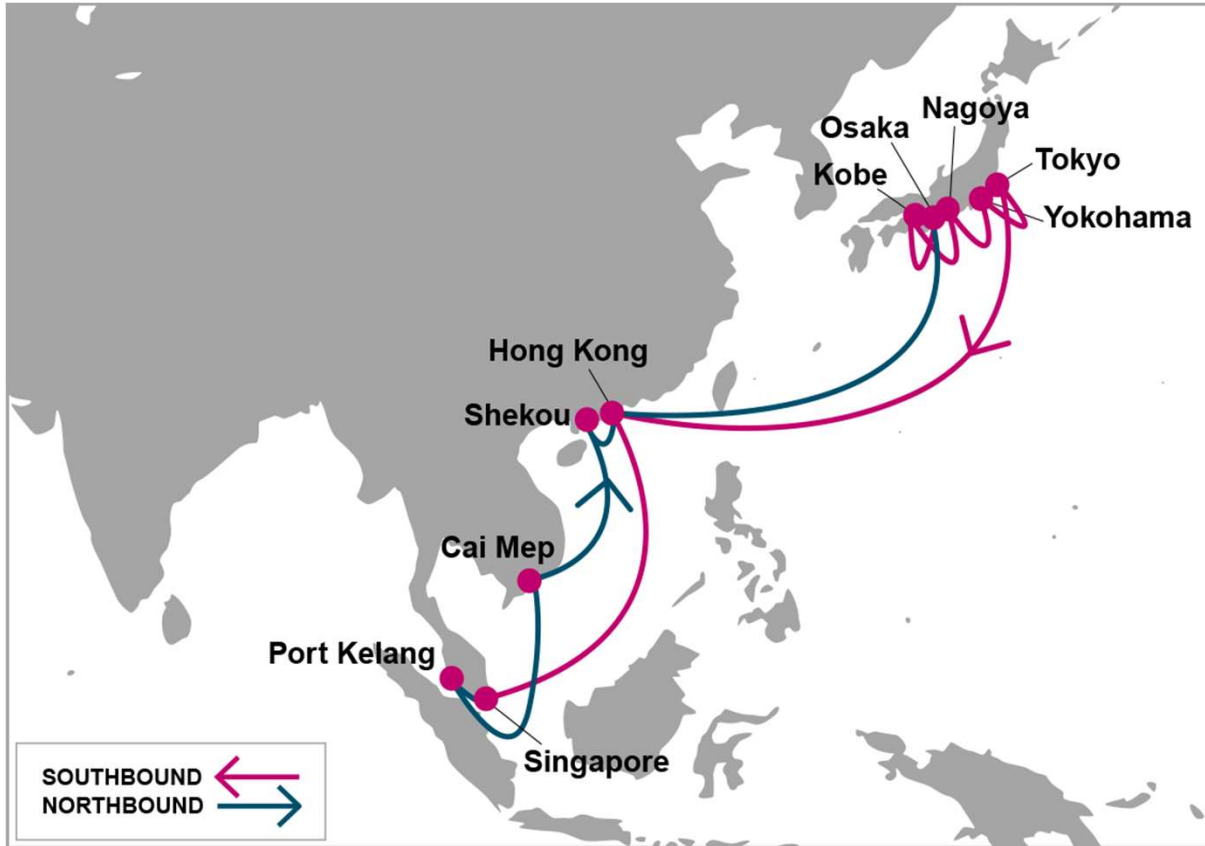 Nagoya
Osaka
Kobe
Tokyo
Yokohama
Hong Kong
Shekou
Cai Mep
Port Kelang
Singapore
SOUTHBOUND
NORTHBOUND